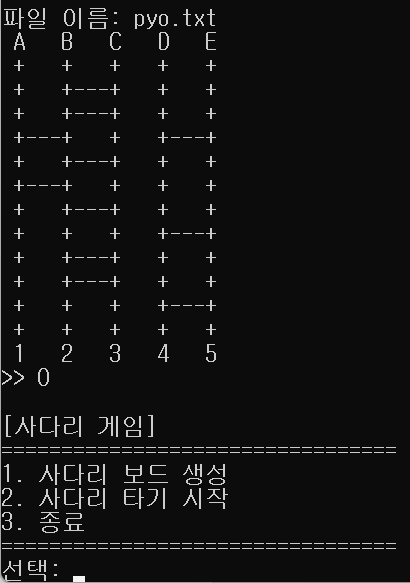 파일 이름: pyo.txt
 A   B   C   D   E
 +   +   +   +   +
 +   +---+   +   +
 +   +---+   +   +
 +---+   +   +---+
 +   +---+   +   +
 +---+   +   +   +
 +   +---+   +   +
 +   +   +   +---+
 +   +---+   +   +
 +   +---+   +   +
 +   +   +   +---+
 +   +   +   +   +
 1   2   3   4   5
>> 0

[사다리 게임]
=================================
1. 사다리 보드 생성
2. 사다리 타기 시작
3. 종료
=================================
선택: